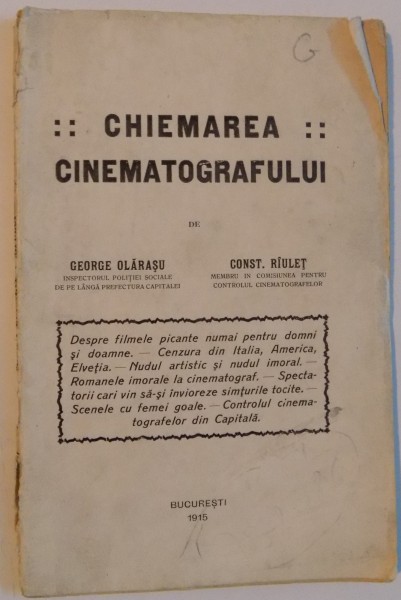 G
:: CHIEMAREA ::
CINEMATOGRAFULUI
DE
GEORGE OLĂRAȘU
INSPECTORUL POLIȚIEI SOCIALE
DE PE LÂNGĂ PREFECTURA CAPITALEI
CONST. RÎULEȚ
MEMBRU IN COMISIUNEA PENTRU
CONTROLUL CINEMATOGRAFELOR
Despre filmele picante numai pentru domni
și doamne. — Cenzura din Italia, America,
Elveția. — Nudul artistic și nudul imoral. —
Romanele imorale la cinematograf. — Specta-
torii cari vin să-și învioreze simțurile tocite. —
Scenele cu femei goale. — Controlul cinema-
tografelor din Capitală.
BUCUREȘTI
1915